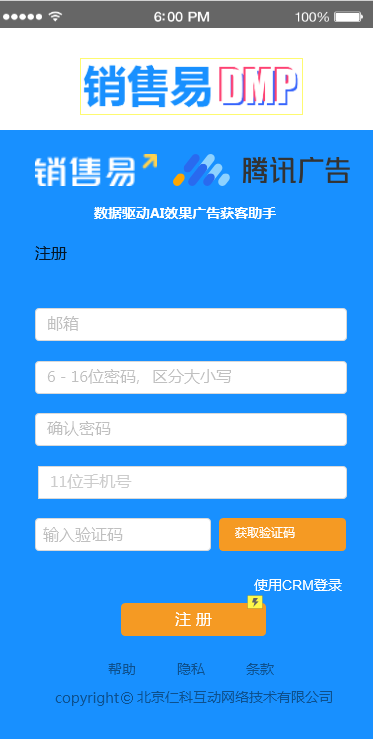 6:00 PM 100%
销售易 DMP
销售易 腾讯广告
数据驱动AI效果广告获客助手
注册
邮箱
6 - 16位密码，区分大小写
确认密码
11位手机号
输入验证码 获取验证码
使用CRM登录
注 册
帮助 隐私 条款
copyright© 北京仁科互动网络技术有限公司